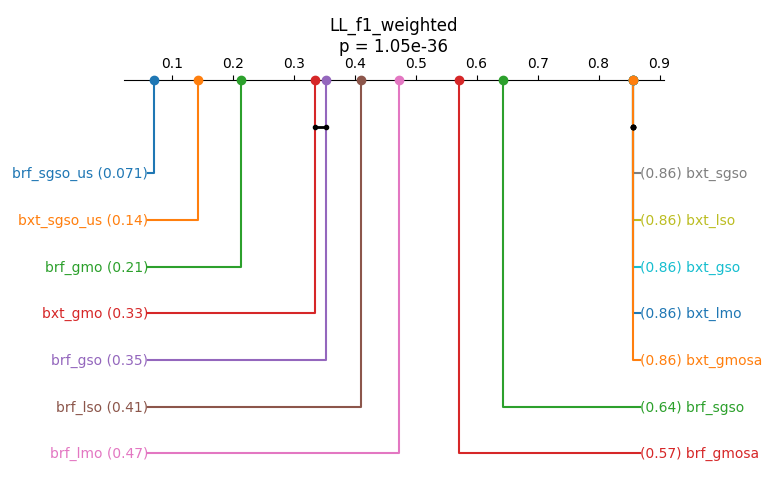 LL_f1_weighted
p = 1.05e-36
0.1 0.2 0.3 0.4 0.5 0.6 0.7 0.8 0.9
brf_sgso_us (0.071) (0.86) bxt_sgso
bxt_sgso_us (0.14) (0.86) bxt_lso
brf_gmo (0.21) (0.86) bxt_gso
bxt_gmo (0.33) (0.86) bxt_lmo
brf_gso (0.35) (0.86) bxt_gmosa
brf_lso (0.41) (0.64) brf_sgso
brf_lmo (0.47) (0.57) brf_gmosa